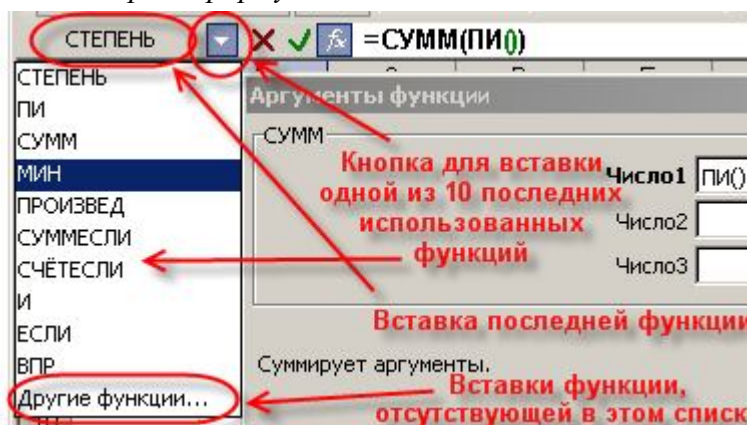 СТЕПЕНЬ =СУММ(ПИ())
СТЕПЕНЬ
ПИ
СУММ
МИН
ПРОИЗВЕД
СУММЕСЛИ
СЧЁТЕСЛИ
И
ЕСЛИ
ВПР
Другие функции...
Аргументы функции
СУММ
Число1 ПИ()
Число2
Число3
Кнопка для вставки
одной из 10 последних
использованных
функций
Вставка последней функции
Суммирует аргументы.
Вставки функции,
отсутствующей в этом списк